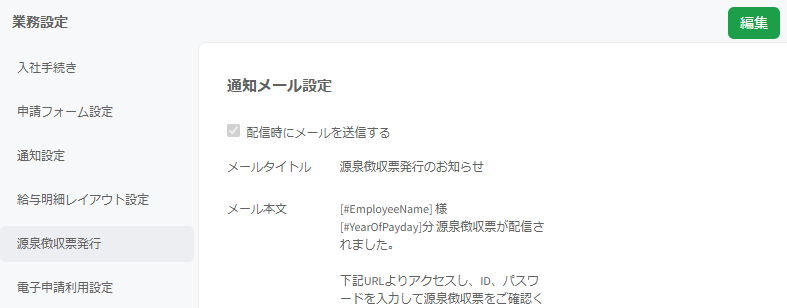 業務設定
編集
入社手続き
申請フォーム設定
通知設定
給与明細レイアウト設定
源泉徴収票発行
電子申請利用設定
通知メール設定
配信時にメールを送信する
メールタイトル 源泉徴収票発行のお知らせ
メール本文 [#EmployeeName] 様
[#YearOfPayday]分 源泉徴収票が配信さ
れました。
下記URLよりアクセスし、ID、パスワ
ードを入力して源泉徴収票をご確認く